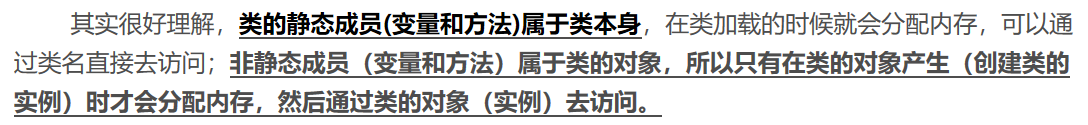 其实很好理解，类的静态成员(变量和方法)属于类本身，在类加载的时候就会分配内存，可以通
过类名直接去访问；非静态成员（变量和方法）属于类的对象，所以只有在类的对象产生（创建类的
实例）时才会分配内存，然后通过类的对象（实例）去访问。